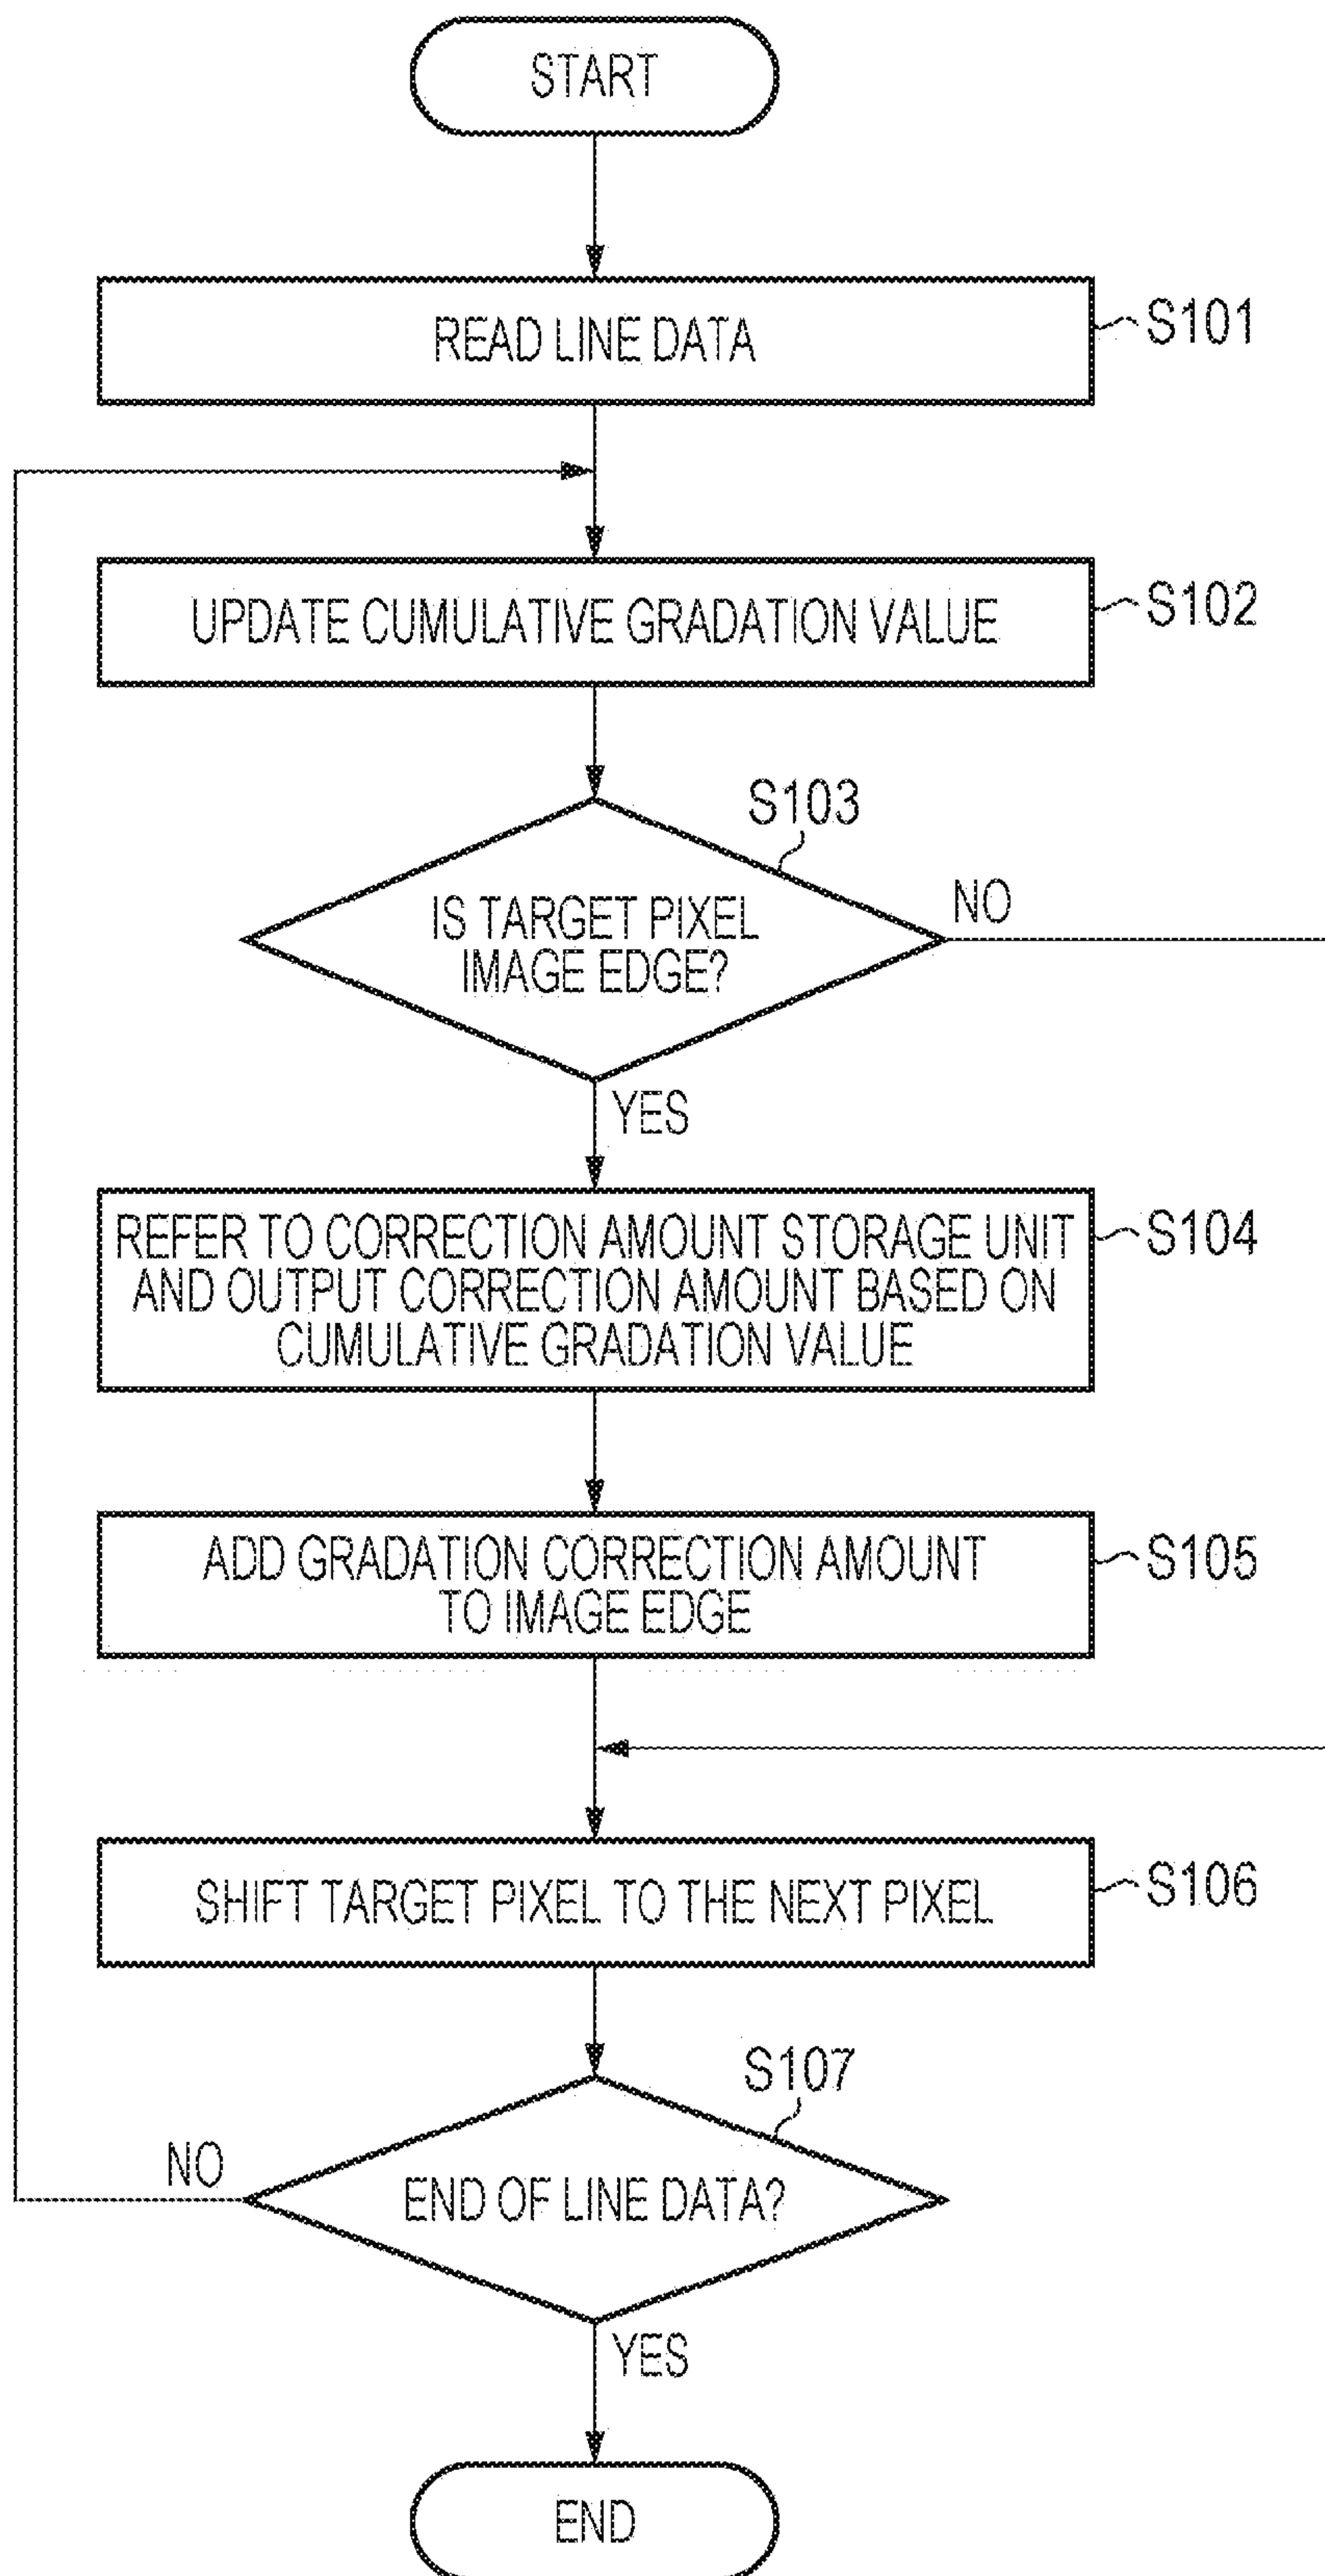 START
READ LINE DATA
S101
UPDATE CUMULATIVE GRADATION VALUE
S102
S103
IS TARGET PIXEL
IMAGE EDGE?
NO
YES
REFER TO CORRECTION AMOUNT STORAGE UNIT
AND OUTPUT CORRECTION AMOUNT BASED ON
CUMULATIVE GRADATION VALUE
S104
ADD GRADATION CORRECTION AMOUNT
TO IMAGE EDGE
S105
SHIFT TARGET PIXEL TO THE NEXT PIXEL
S106
S107
END OF LINE DATA?
NO
YES
END